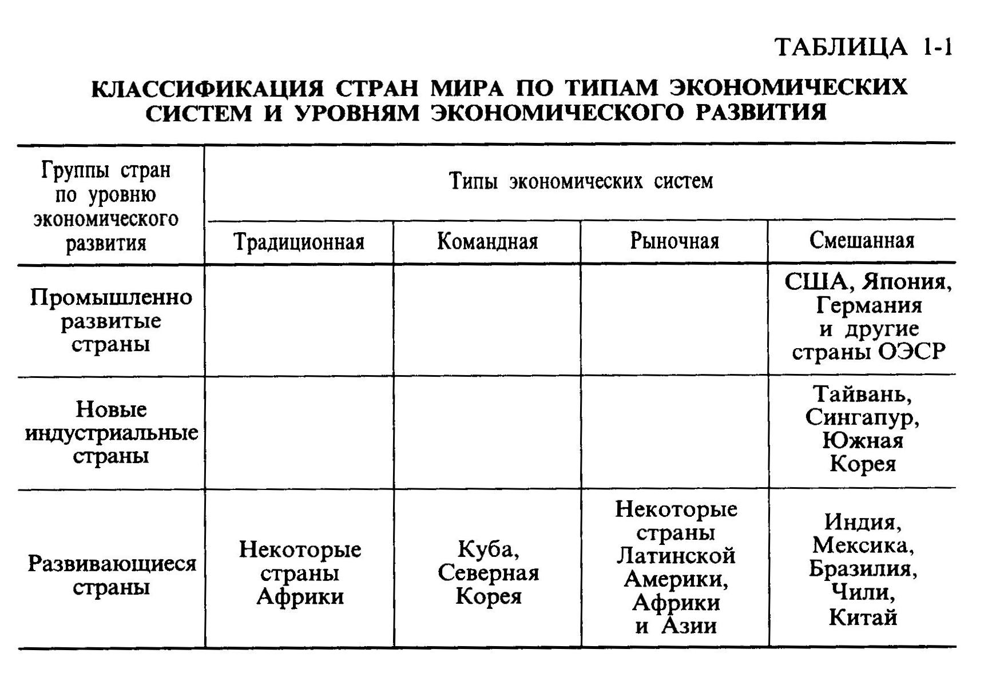 ТАБЛИЦА 1-1
КЛАССИФИКАЦИЯ СТРАН МИРА ПО ТИПАМ ЭКОНОМИЧЕСКИХ
СИСТЕМ И УРОВНЯМ ЭКОНОМИЧЕСКОГО РАЗВИТИЯ
Группы стран
по уровню
экономического
развития
Типы экономических систем
Традиционная
Командная
Рыночная
Смешанная
Промышленно
развитые
страны
США, Япония,
Германия
и другие
страны ОЭСР
Новые
индустриальные
страны
Тайвань,
Сингапур,
Южная
Корея
Развивающиеся
страны
Некоторые
страны
Африки
Куба,
Северная
Корея
Некоторые
страны
Латинской
Америки,
Африки
и Азии
Индия,
Мексика,
Бразилия,
Чили,
Китай